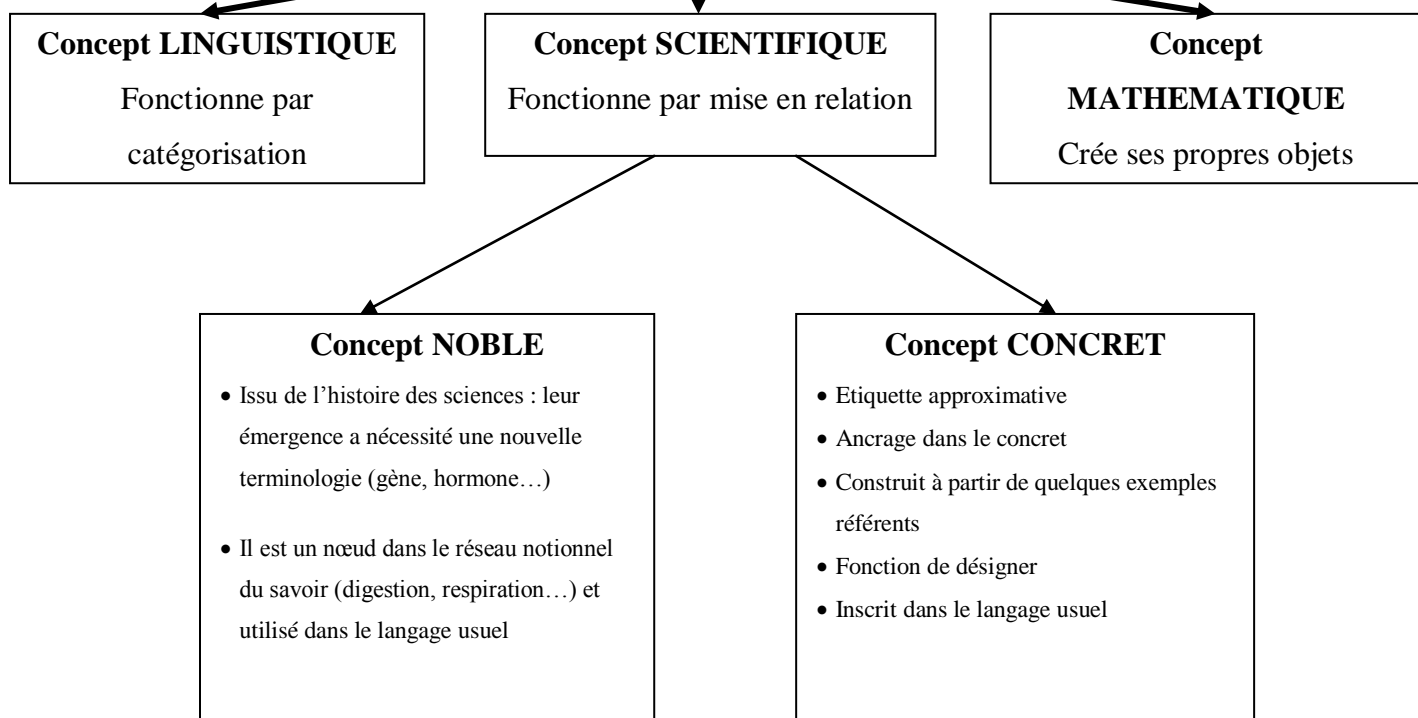 Concept LINGUISTIQUE
Fonctionne par
catégorisation
Concept SCIENTIFIQUE
Fonctionne par mise en relation
Concept
MATHEMATIQUE
Crée ses propres objets
Concept NOBLE
• Issu de l’histoire des sciences : leur
émergence a nécessité une nouvelle
terminologie (gène, hormone…)
• Il est un nœud dans le réseau notionnel
du savoir (digestion, respiration…) et
utilisé dans le langage usuel
Concept CONCRET
• Etiquette approximative
• Ancrage dans le concret
• Construit à partir de quelques exemples
référents
• Fonction de désigner
• Inscrit dans le langage usuel